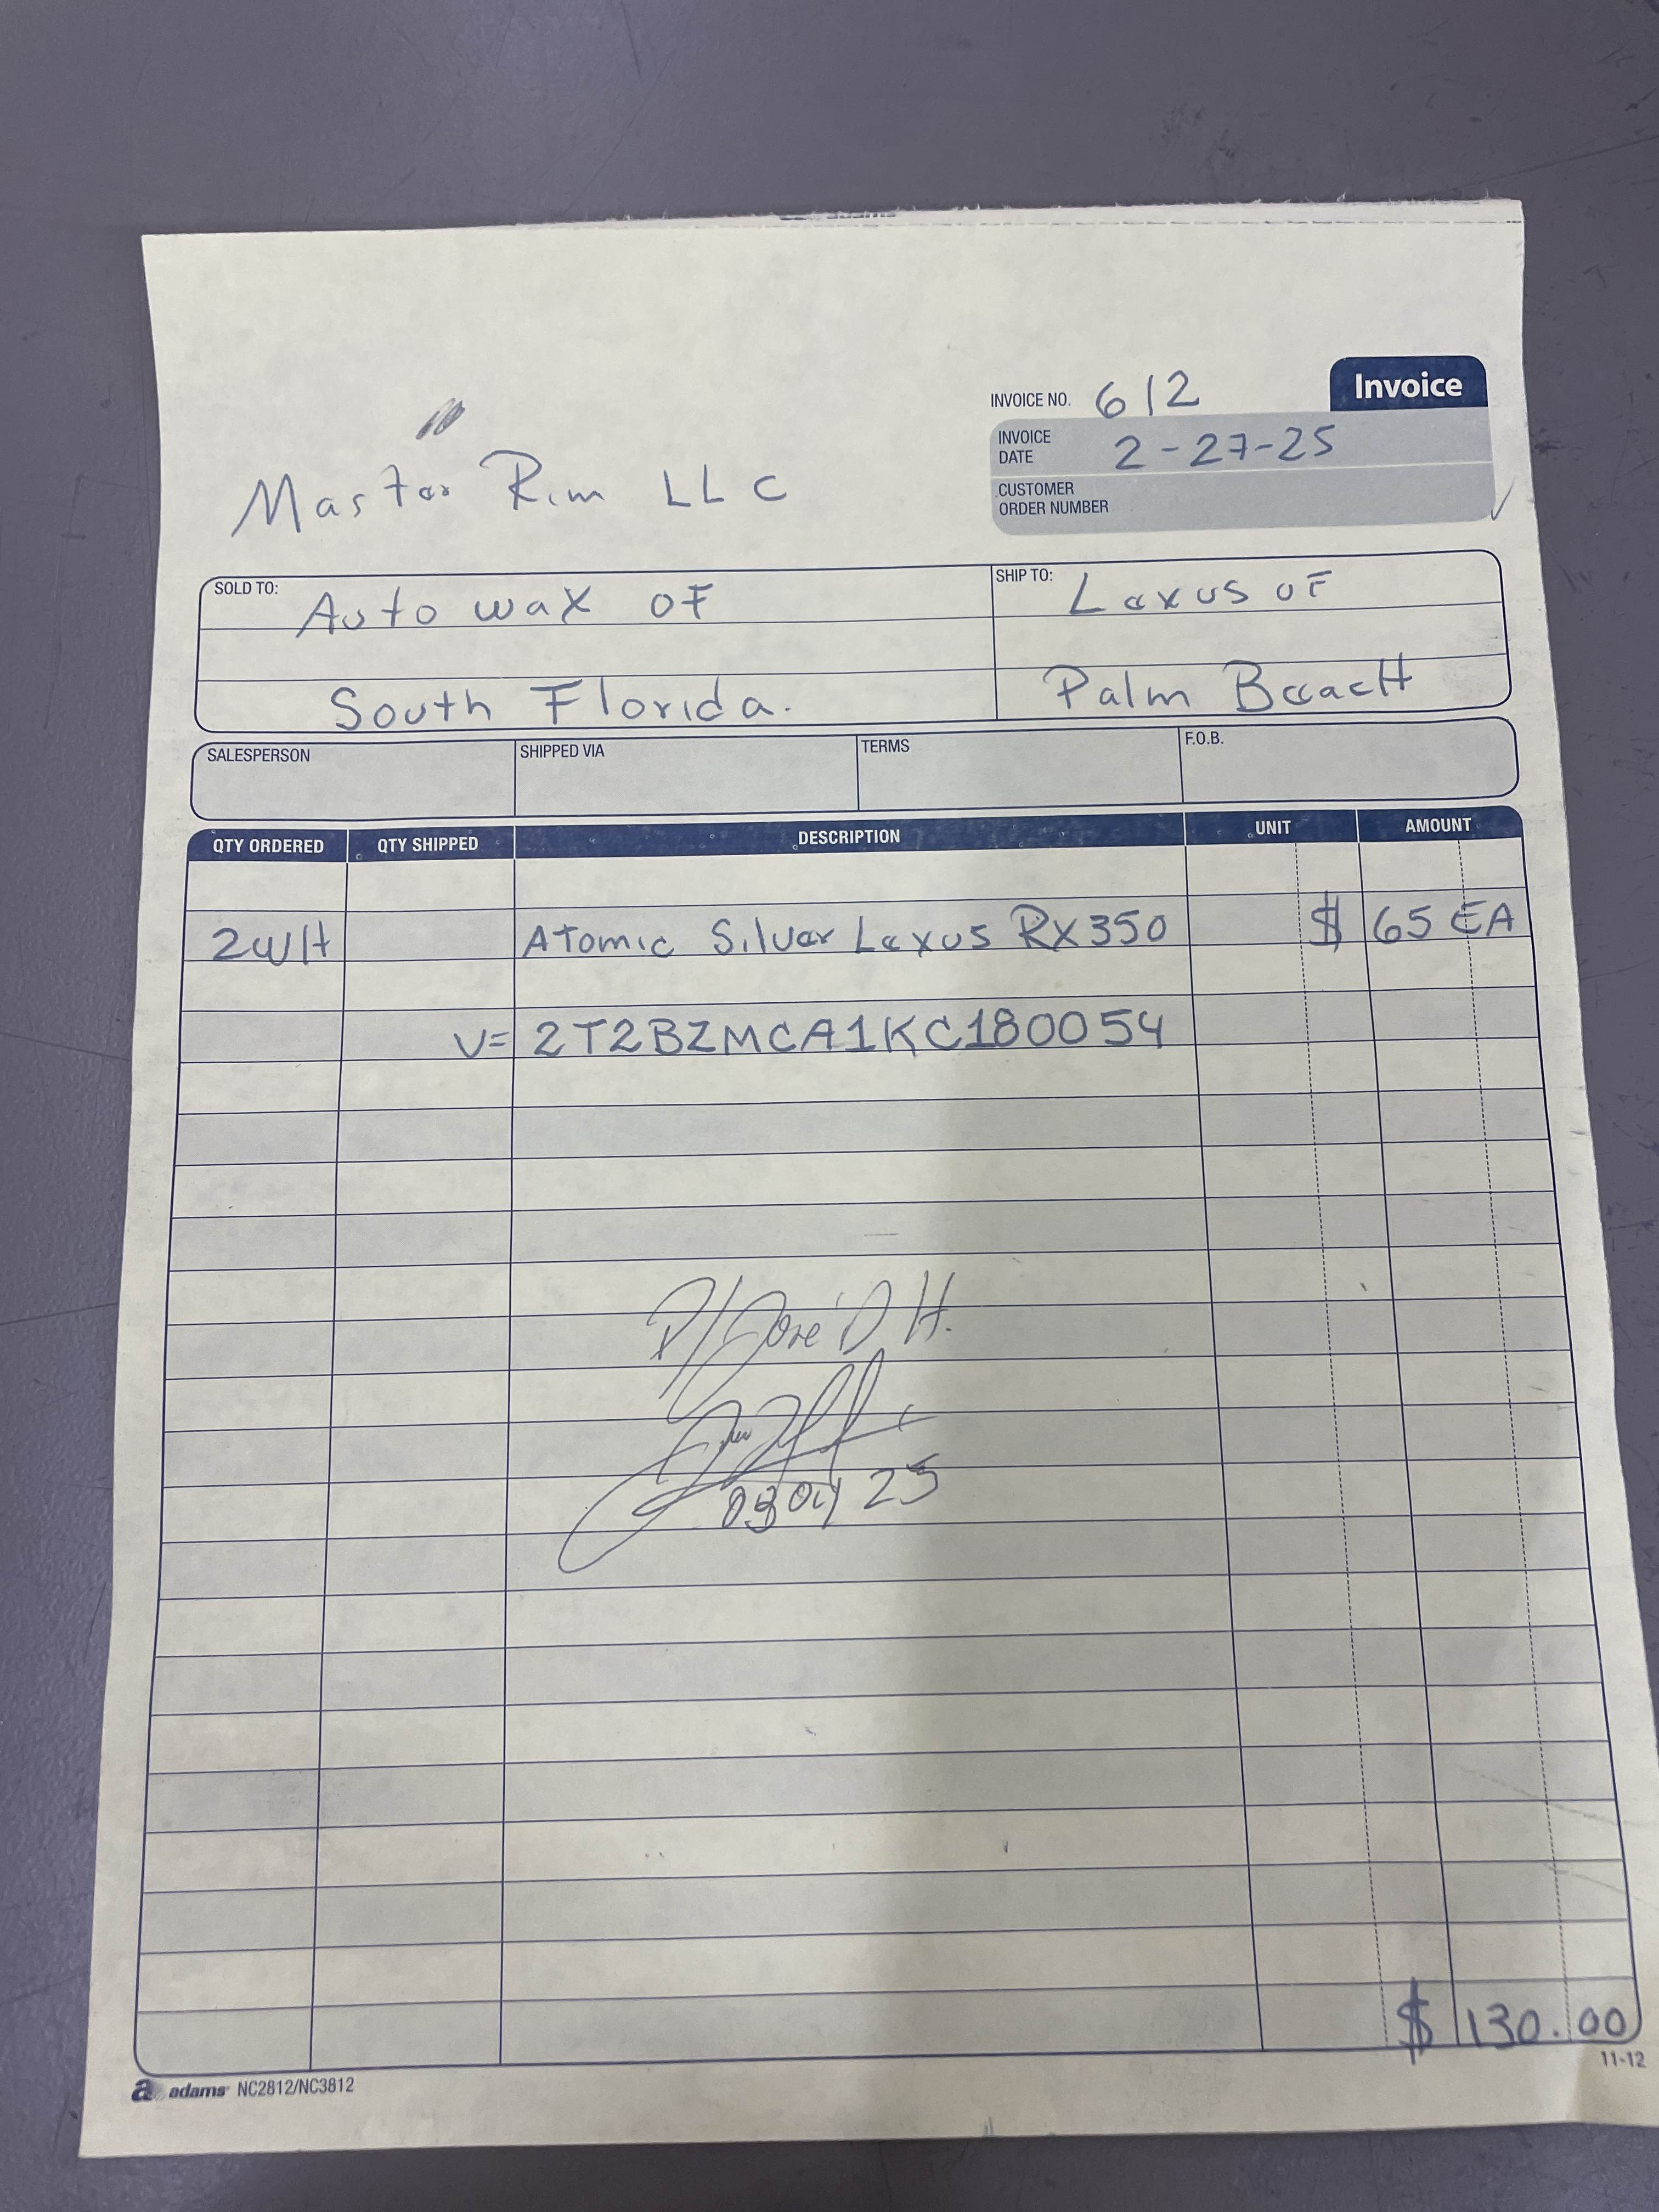 INVOICE NO. 612
Invoice
INVOICE DATE 2-27-25
CUSTOMER ORDER NUMBER
Master Rim LLC
SOLD TO: Auto wax OF
South Florida.
SHIP TO: Lexus OF
Palm BeacH
SALESPERSON SHIPPED VIA TERMS F.O.B.
QTY ORDERED QTY SHIPPED DESCRIPTION UNIT AMOUNT
2WH ATomic Silver Lexus RX350 $ 65 EA
V= 2T2BZMCA1KC180054
P/José D H.
25
$ 130.00
11-12
a adams NC2812/NC3812